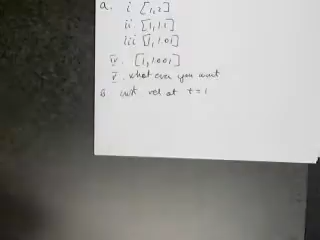 a. i [1,2]
ii. [1,1.1]
iii [1,1.01]
iv. [1,1.001]
v. what ever you want
b inst vel at t=1